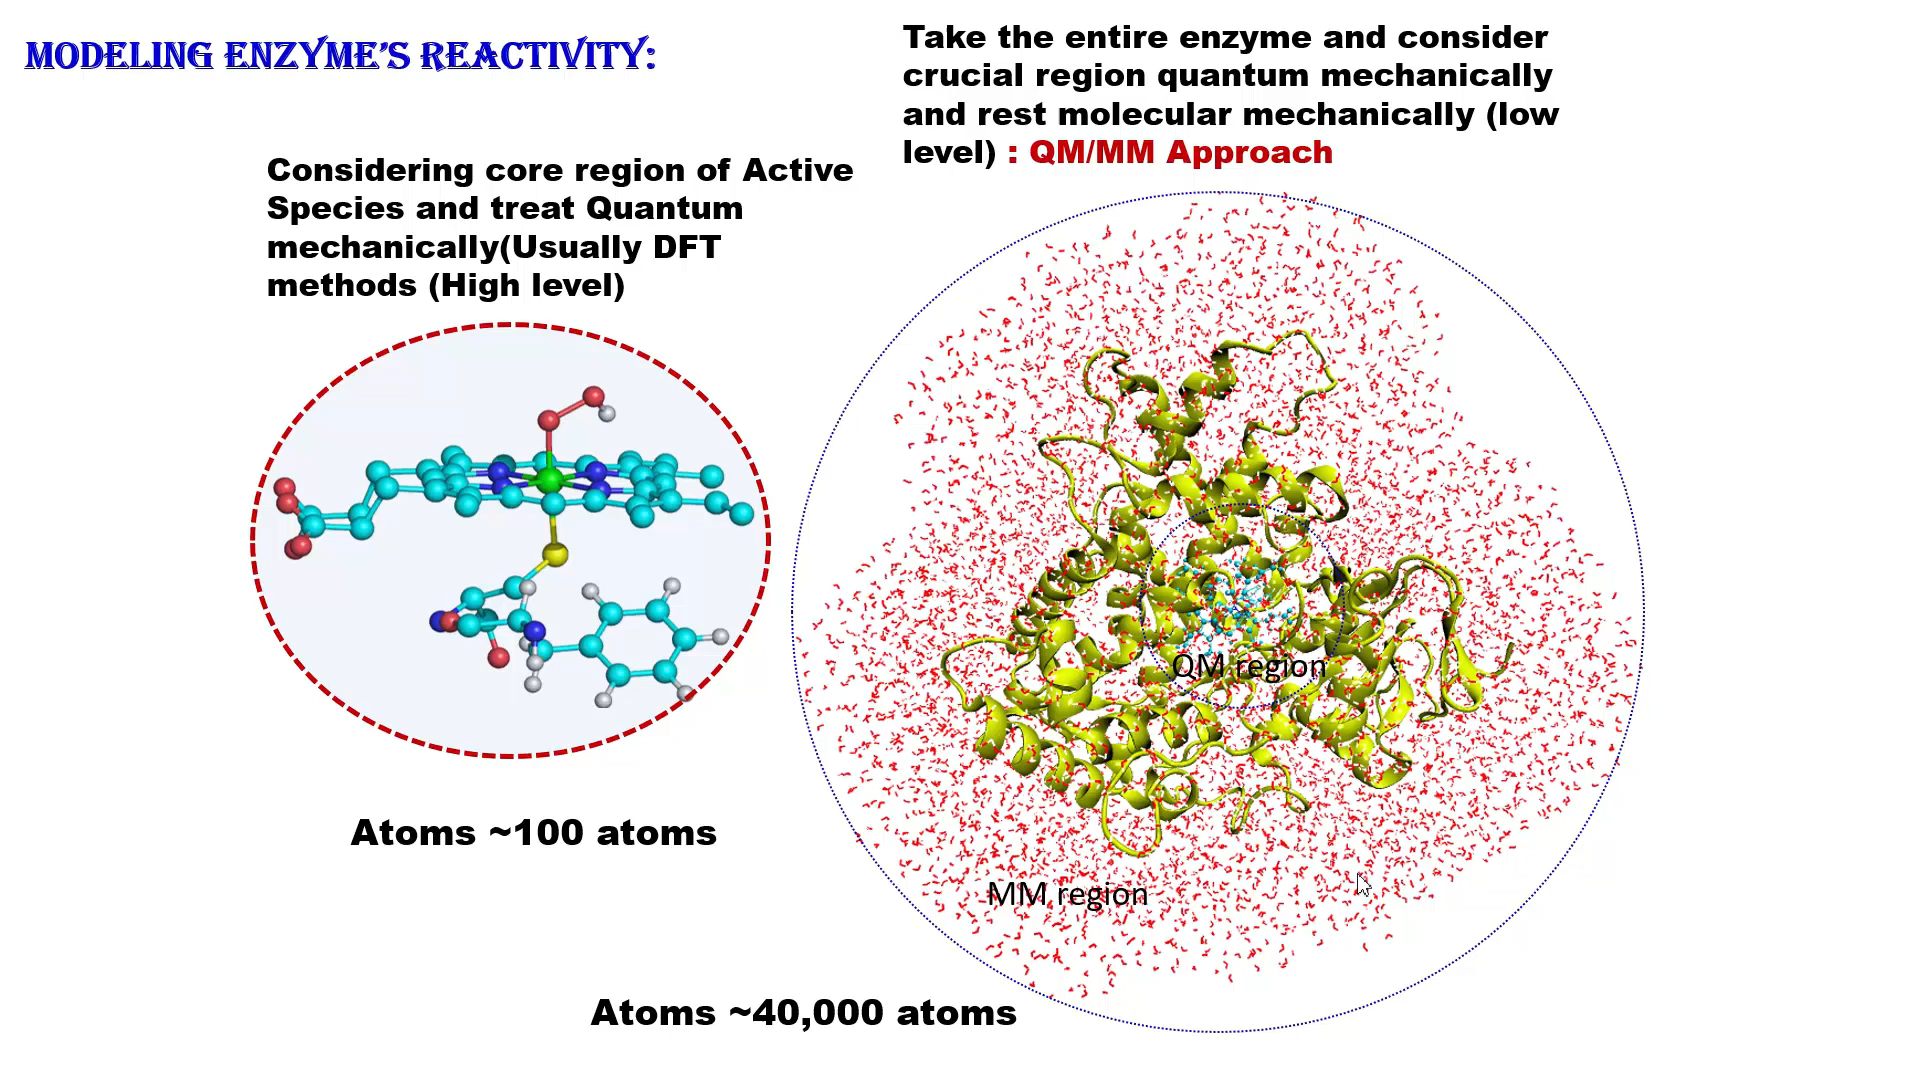 MODELING ENZYME'S REACTIVITY:
Take the entire enzyme and consider
crucial region quantum mechanically
and rest molecular mechanically (low
level) : QM/MM Approach
Considering core region of Active
Species and treat Quantum
mechanically(Usually DFT
methods (High level)
QM region
Atoms ~100 atoms
MM region
Atoms ~40,000 atoms